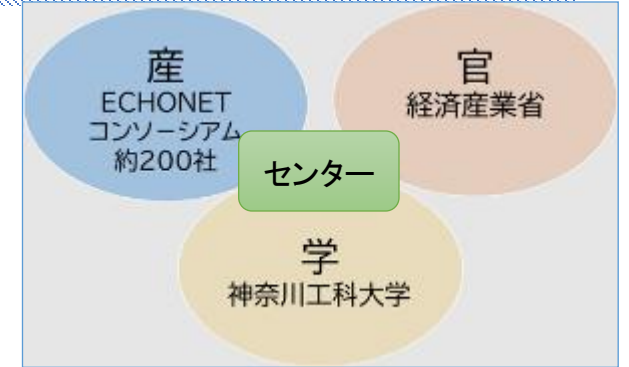 産
ECHONET
コンソーシアム
約200社
官
経済産業省
センター
学
神奈川工科大学